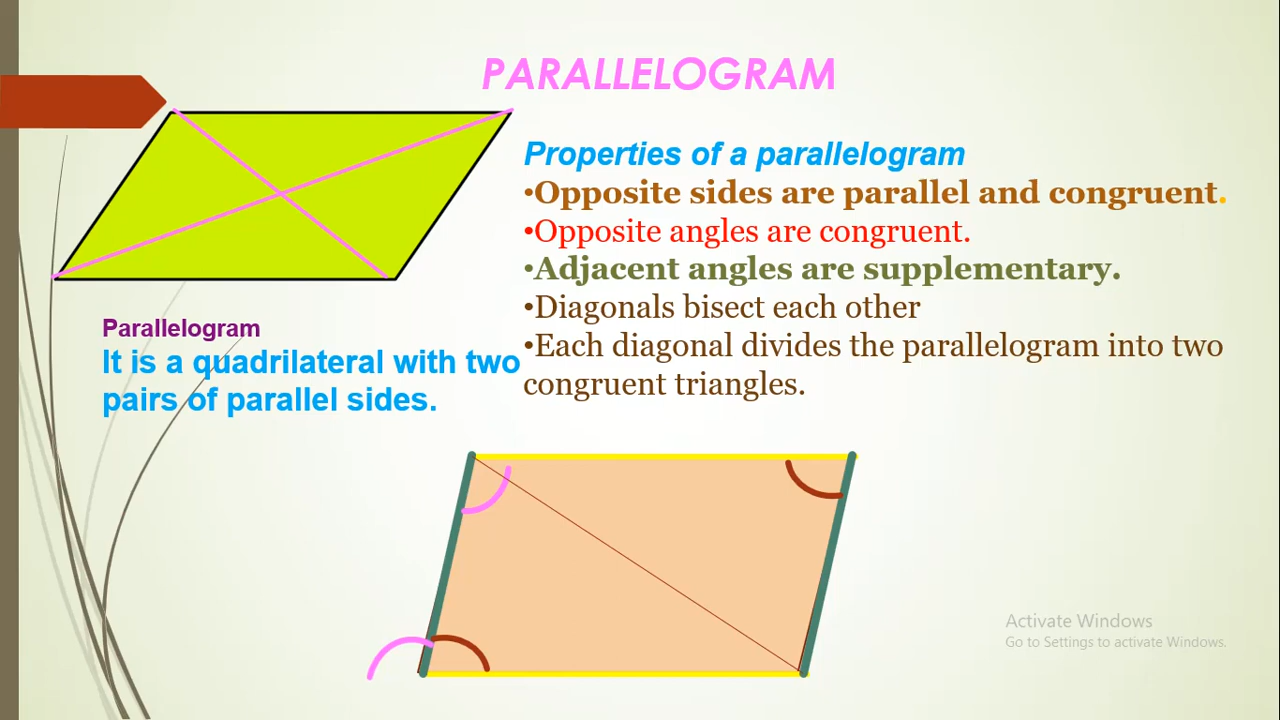 PARALLELOGRAM
Properties of a parallelogram
•Opposite sides are parallel and congruent.
•Opposite angles are congruent.
•Adjacent angles are supplementary.
•Diagonals bisect each other
•Each diagonal divides the parallelogram into two
congruent triangles.
Parallelogram
It is a quadrilateral with two
pairs of parallel sides.
Activate Windows
Go to Settings to activate Windows.